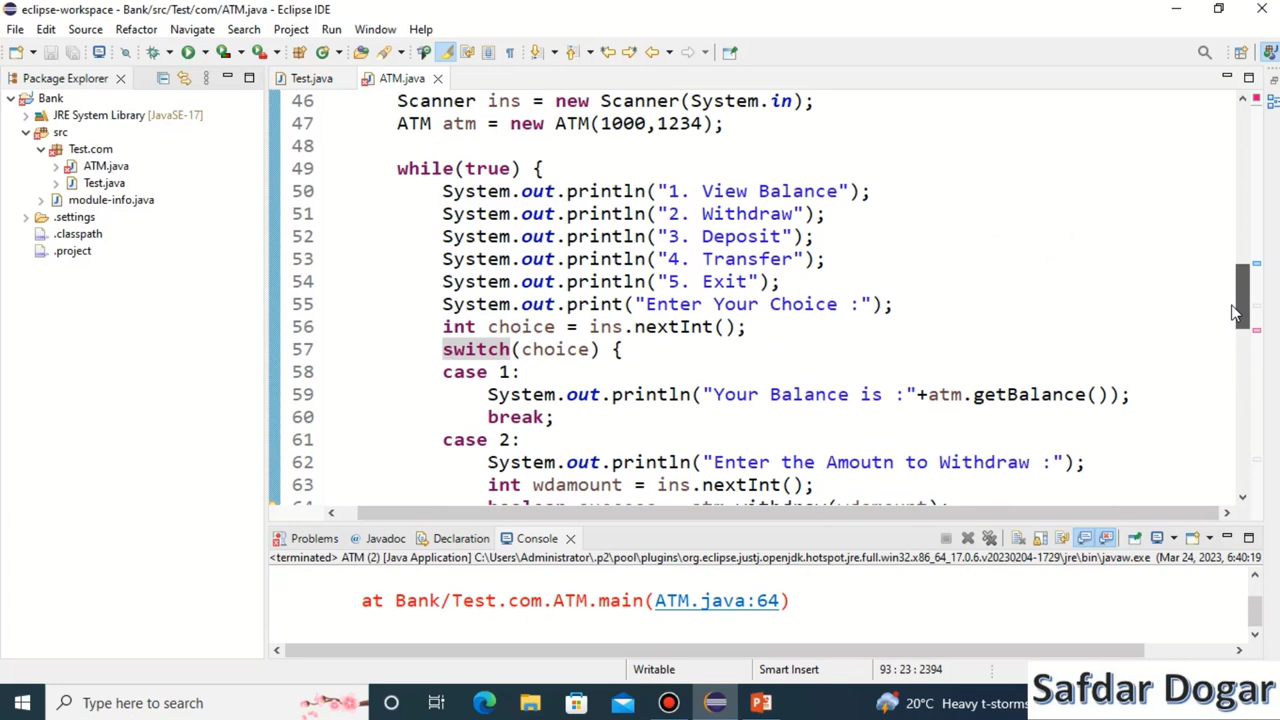 eclipse-workspace - Bank/src/Test/com/ATM.java - Eclipse IDE
File Edit Source Refactor Navigate Search Project Run Window Help
Package Explorer
Test.java
ATM.java
Bank
JRE System Library [JavaSE-17]
src
Test.com
ATM.java
Test.java
module-info.java
.settings
.classpath
.project
46 Scanner ins = new Scanner(System.in);
47 ATM atm = new ATM(1000,1234);
48
49 while(true) {
50 System.out.println("1. View Balance");
51 System.out.println("2. Withdraw");
52 System.out.println("3. Deposit");
53 System.out.println("4. Transfer");
54 System.out.println("5. Exit");
55 System.out.print("Enter Your Choice :");
56 int choice = ins.nextInt();
57 switch(choice) {
58 case 1:
59 System.out.println("Your Balance is :"+atm.getBalance());
60 break;
61 case 2:
62 System.out.println("Enter the Amoutn to Withdraw :");
63 int wdamount = ins.nextInt();
64 boolean success = atm.withdraw(wdamount);
Problems Javadoc Declaration Console
<terminated> ATM (2) [Java Application] C:\Users\Administrator\.p2\pool\plugins\org.eclipse.justj.openjdk.hotspot.jre.full.win32.x86_64_17.0.6.v20230204-1729\jre\bin\javaw.exe (Mar 24, 2023, 6:40:19
at Bank/Test.com.ATM.main(ATM.java:64)
Writable Smart Insert 93 : 23 : 2394
Type here to search
20°C Heavy t-storms
Safdar Dogar